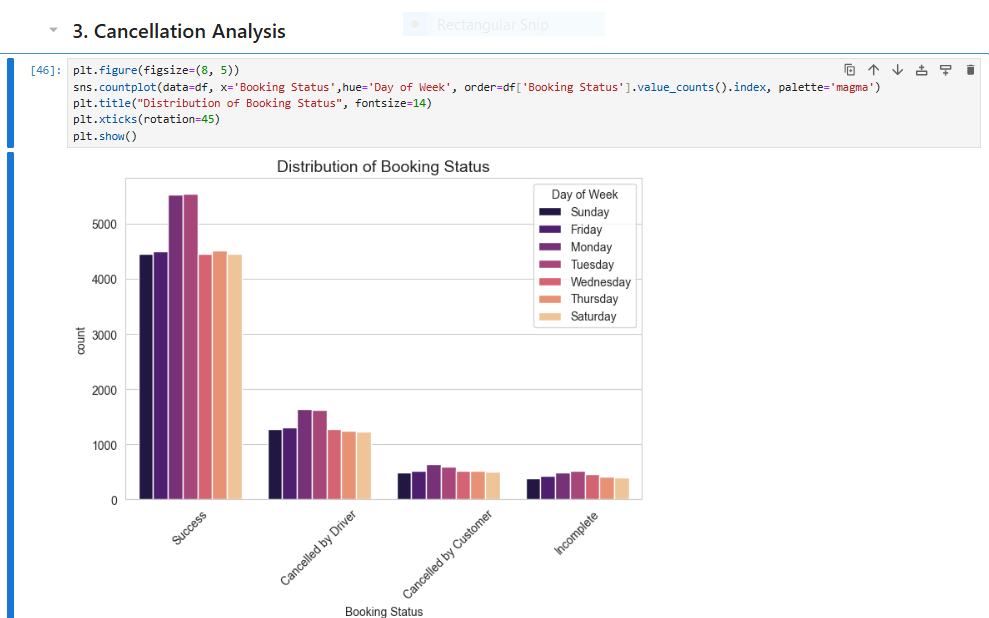 Rectangular Snip
3. Cancellation Analysis
[46]:
plt.figure(figsize=(8, 5))
sns.countplot(data=df, x='Booking Status',hue='Day of Week', order=df['Booking Status'].value_counts().index, palette='magma')
plt.title("Distribution of Booking Status", fontsize=14)
plt.xticks(rotation=45)
plt.show()
Distribution of Booking Status
Day of Week
Sunday
Friday
Monday
Tuesday
Wednesday
Thursday
Saturday
5000
4000
3000
2000
1000
0
count
Success
Cancelled by Driver
Cancelled by Customer
Incomplete
Booking Status